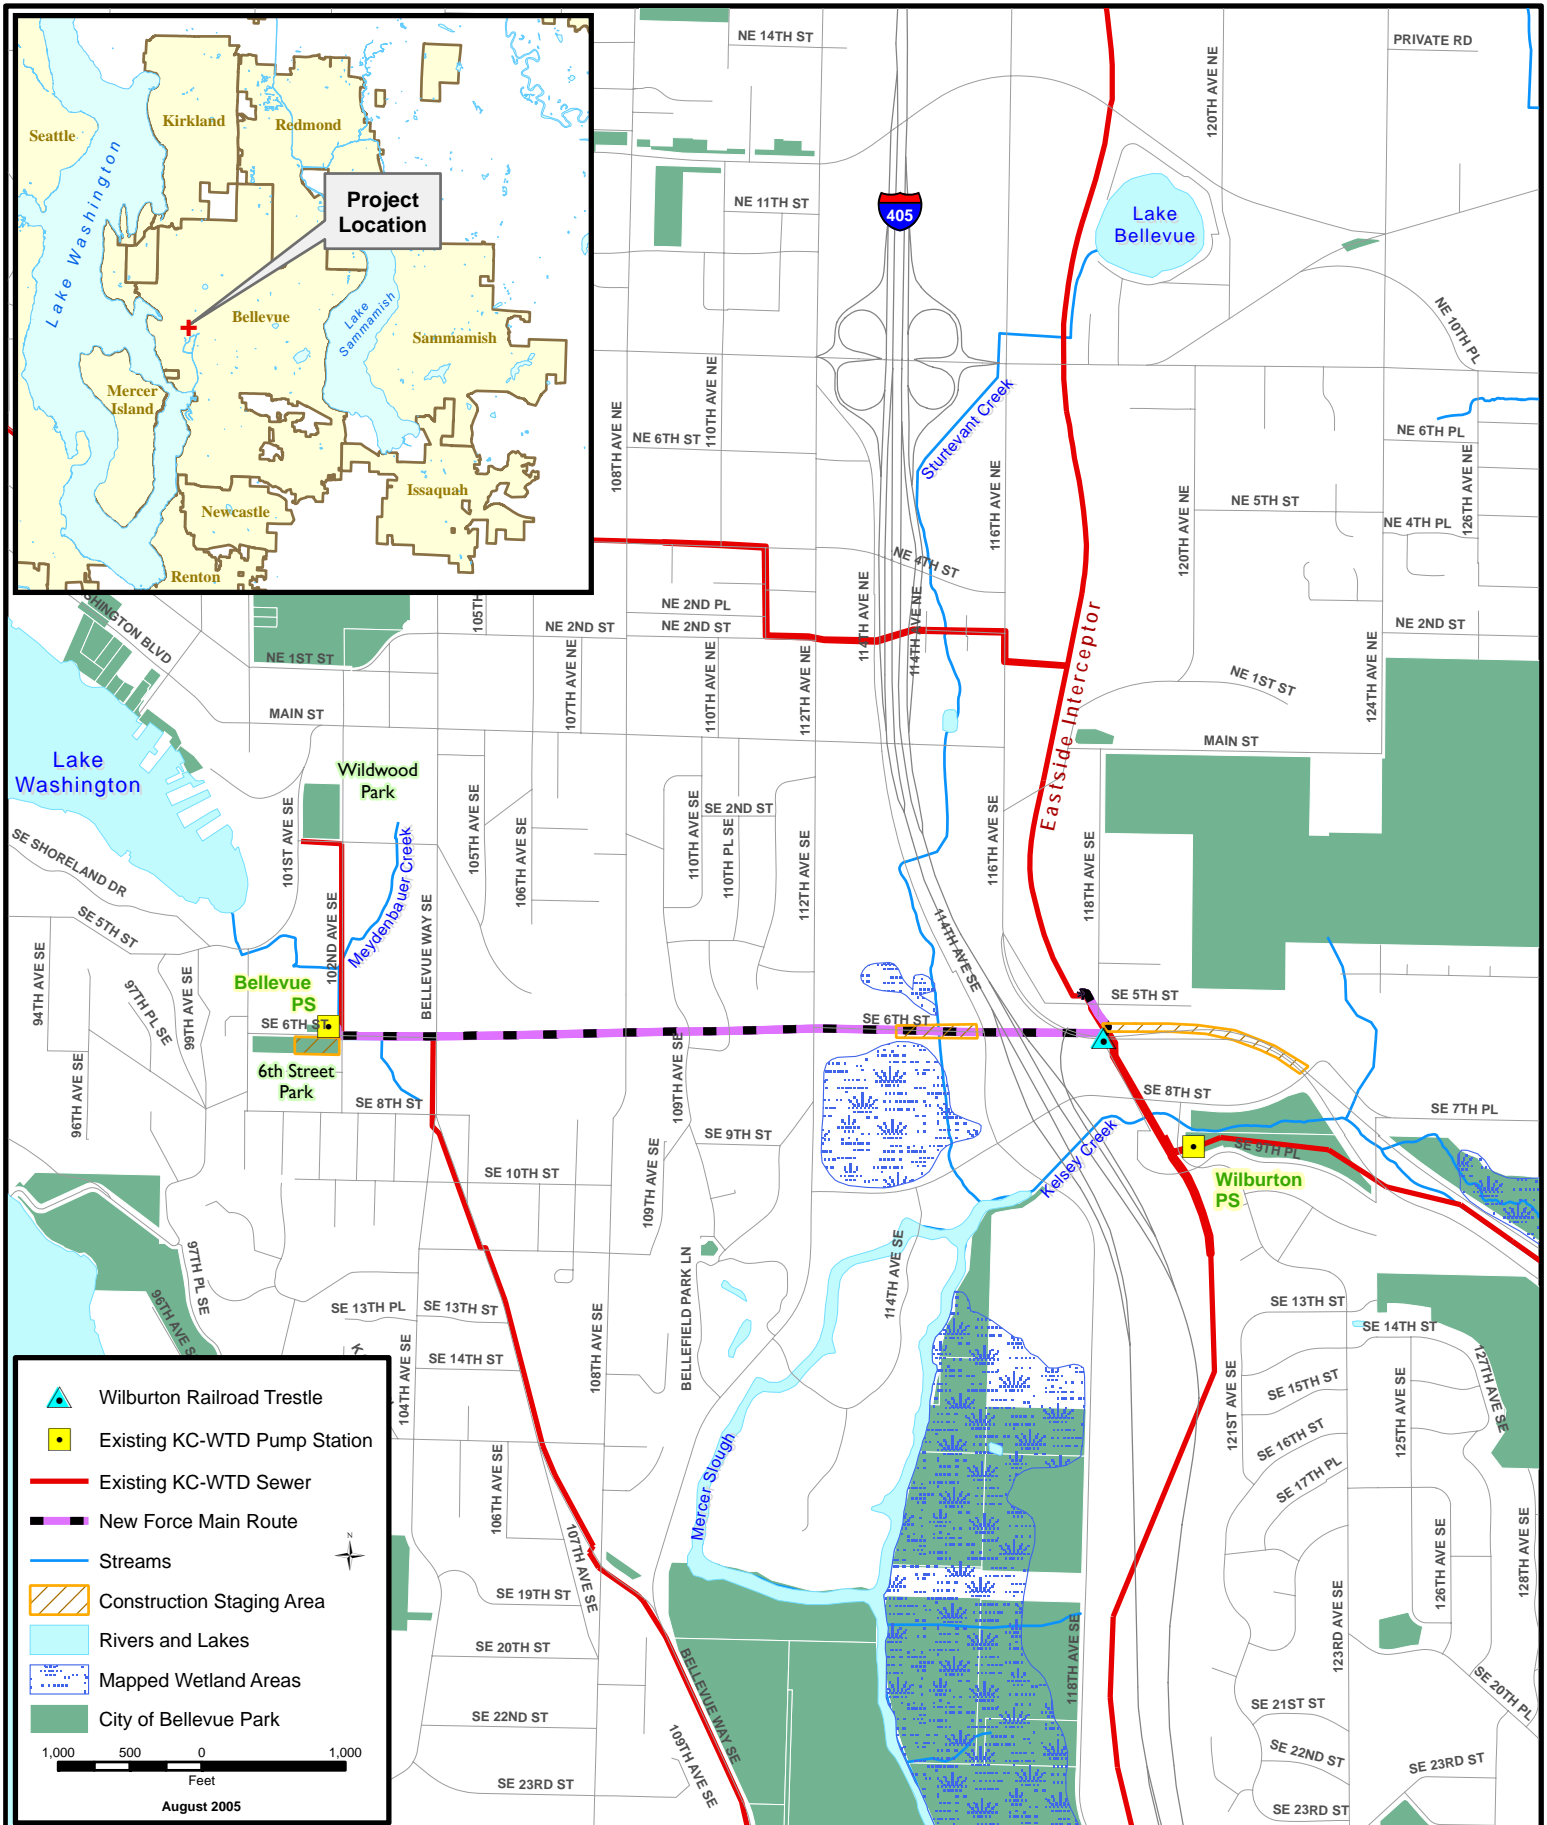 Seattle
Kirkland
Redmond
Lake Washington
Project
Location
Bellevue
Lake
Sammamish
Sammamish
Mercer
Island
Newcastle
Issaquah
Renton
NE 14TH ST
PRIVATE RD
120TH AVE NE
NE 11TH ST
405
Lake
Bellevue
NE 10TH PL
108TH AVE NE
110TH AVE NE
NE 6TH ST
Sturtevant Creek
116TH AVE NE
NE 6TH PL
126TH AVE NE
120TH AVE NE
NE 5TH ST
NE 4TH PL
NE 4TH ST
114TH AVE NE
114TH AVE NE
105TH
NE 2ND PL
NE 2ND ST
NE 2ND ST
NE 2ND ST
SHINGTON BLVD
NE 1ST ST
107TH AVE NE
110TH AVE NE
112TH AVE NE
Eastside Interceptor
NE 1ST ST
124TH AVE NE
MAIN ST
MAIN ST
Lake
Washington
Wildwood
Park
SE 2ND ST
101ST AVE SE
105TH AVE SE
106TH AVE SE
110TH AVE SE
110TH PL SE
112TH AVE SE
116TH AVE SE
118TH AVE SE
SE SHORELAND DR
SE 5TH ST
102ND AVE SE
Meydenbauer Creek
BELLEVUE WAY SE
114TH AVE SE
94TH AVE SE
97TH PL SE
99TH AVE SE
Bellevue
PS
SE 5TH ST
SE 6TH ST
SE 6TH ST
6th Street
Park
96TH AVE SE
109TH AVE SE
SE 8TH ST
SE 8TH ST
SE 7TH PL
SE 9TH ST
Kelsey Creek
SE 9TH PL
Wilburton
PS
SE 10TH ST
109TH AVE SE
97TH PL SE
96TH AVE S
BELLEFIELD PARK LN
114TH AVE SE
SE 13TH PL
SE 13TH ST
SE 13TH ST
SE 14TH ST
SE 14TH ST
K
104TH AVE SE
108TH AVE SE
121ST AVE SE
SE 15TH ST
125TH AVE SE
127TH AVE SE
SE 16TH ST
SE 17TH PL
Mercer Slough
106TH AVE SE
107TH AVE SE
126TH AVE SE
128TH AVE SE
SE 19TH ST
SE 20TH ST
123RD AVE SE
118TH AVE SE
BELLEVUE WAY SE
SE 20TH PL
SE 21ST ST
SE 22ND ST
SE 22ND ST
109TH AVE SE
SE 23RD ST
SE 23RD ST
SE 23RD ST
Wilburton Railroad Trestle
Existing KC-WTD Pump Station
Existing KC-WTD Sewer
New Force Main Route
N
Streams
Construction Staging Area
Rivers and Lakes
Mapped Wetland Areas
City of Bellevue Park
1,000 500 0 1,000
Feet
August 2005